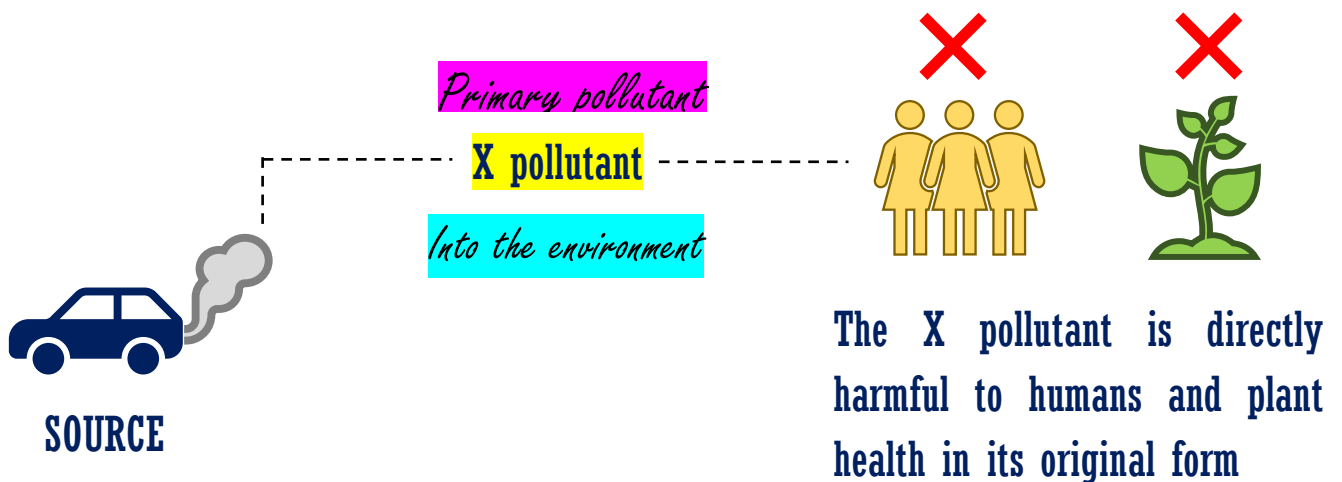 Primary pollutant
X pollutant
Into the environment
SOURCE
The X pollutant is directly
harmful to humans and plant
health in its original form